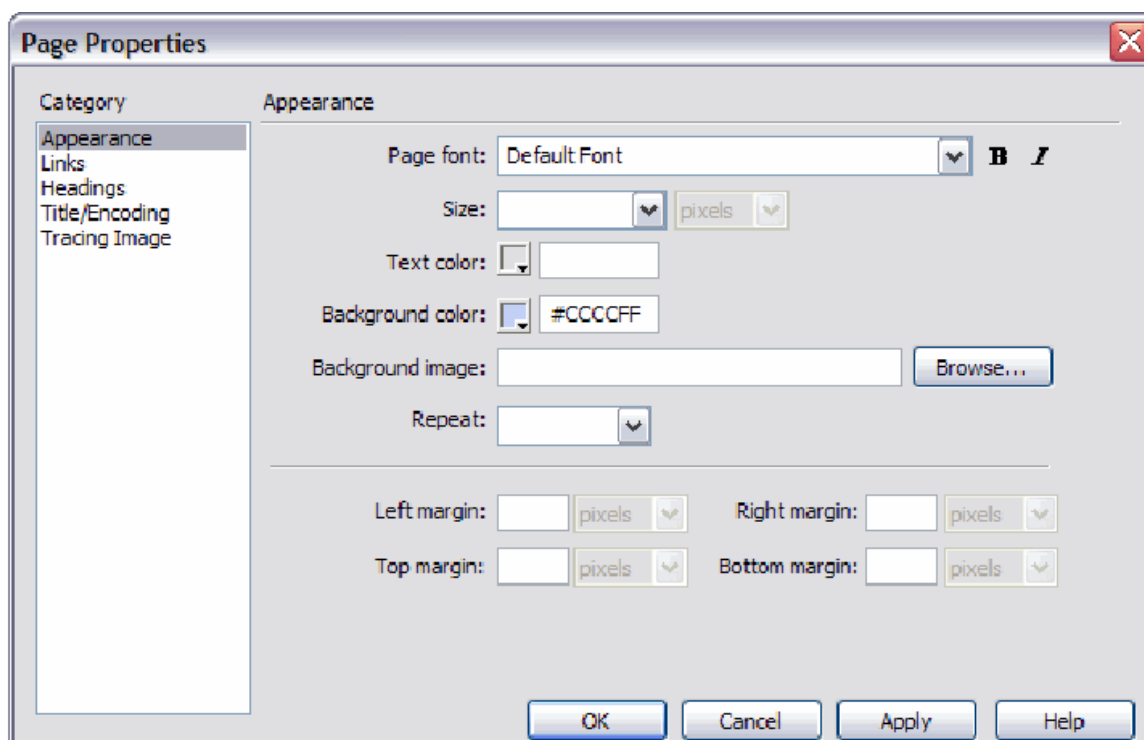 Page Properties
Category
Appearance
Links
Headings
Title/Encoding
Tracing Image
Appearance
Page font: Default Font B I
Size: pixels
Text color:
Background color: #CCCCFF
Background image: Browse...
Repeat:
Left margin: pixels Right margin: pixels
Top margin: pixels Bottom margin: pixels
OK Cancel Apply Help